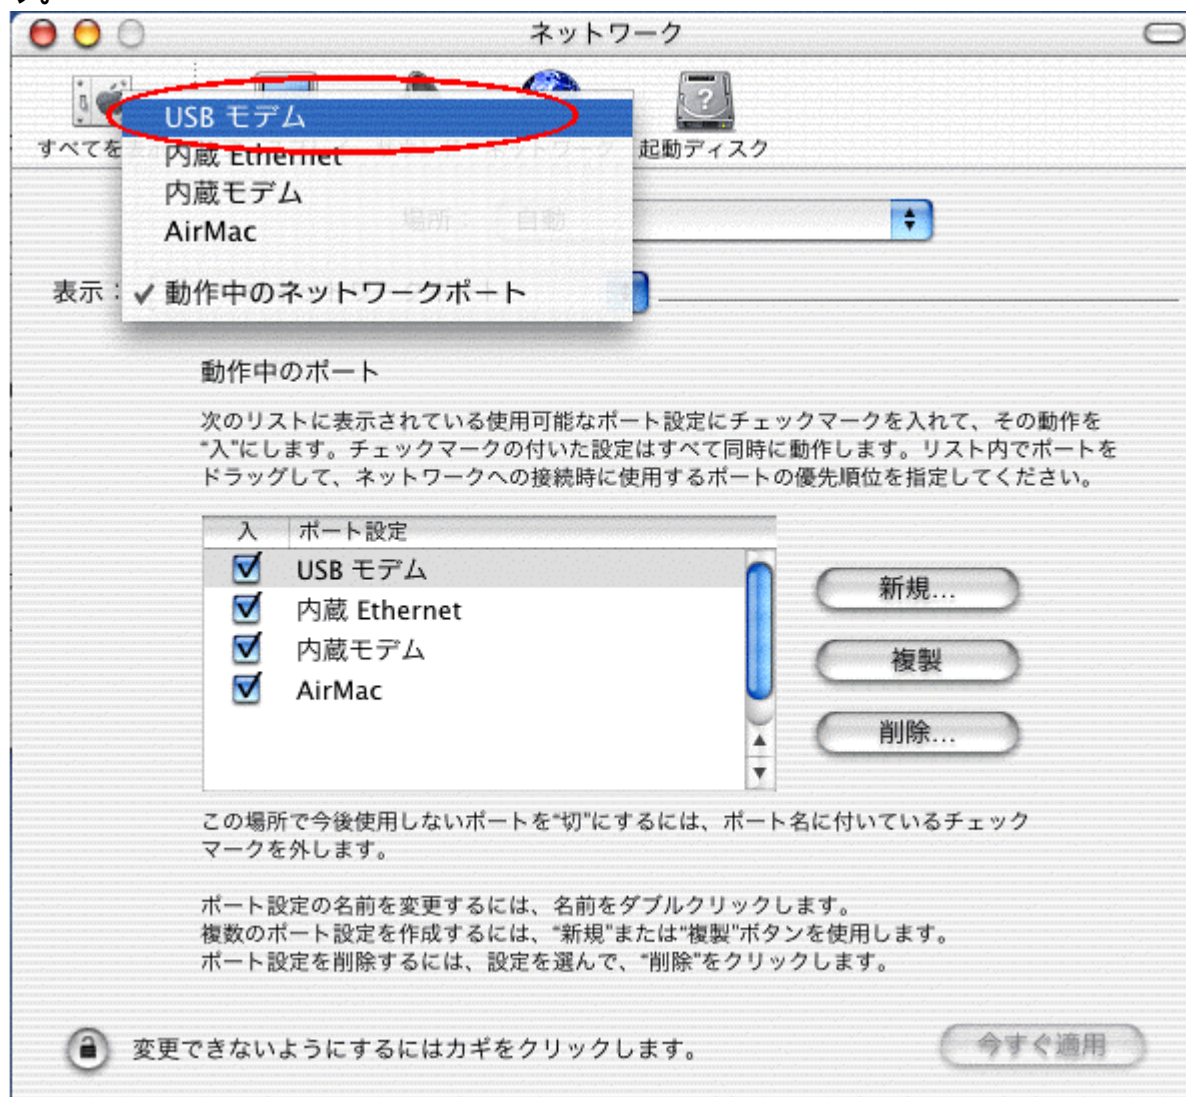 す。
ネットワーク
すべてを表示
起動ディスク
USB モデム
内蔵 Ethernet
内蔵モデム
AirMac
場所
自動
表示：
✓ 動作中のネットワークポート
動作中のポート
次のリストに表示されている使用可能なポート設定にチェックマークを入れて、その動作を
“入”にします。チェックマークの付いた設定はすべて同時に動作します。リスト内でポートを
ドラッグして、ネットワークへの接続時に使用するポートの優先順位を指定してください。
入 ポート設定
USB モデム
内蔵 Ethernet
内蔵モデム
AirMac
新規...
複製
削除...
この場所で今後使用しないポートを“切”にするには、ポート名に付いているチェック
マークを外します。
ポート設定の名前を変更するには、名前をダブルクリックします。
複数のポート設定を作成するには、“新規”または“複製”ボタンを使用します。
ポート設定を削除するには、設定を選んで、“削除”をクリックします。
変更できないようにするにはカギをクリックします。
今すぐ適用